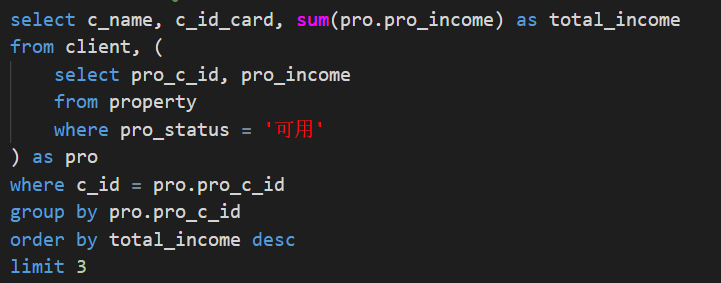 select c_name, c_id_card, sum(pro.pro_income) as total_income
from client, (
    select pro_c_id, pro_income
    from property
    where pro_status = '可用'
) as pro
where c_id = pro.pro_c_id
group by pro.pro_c_id
order by total_income desc
limit 3